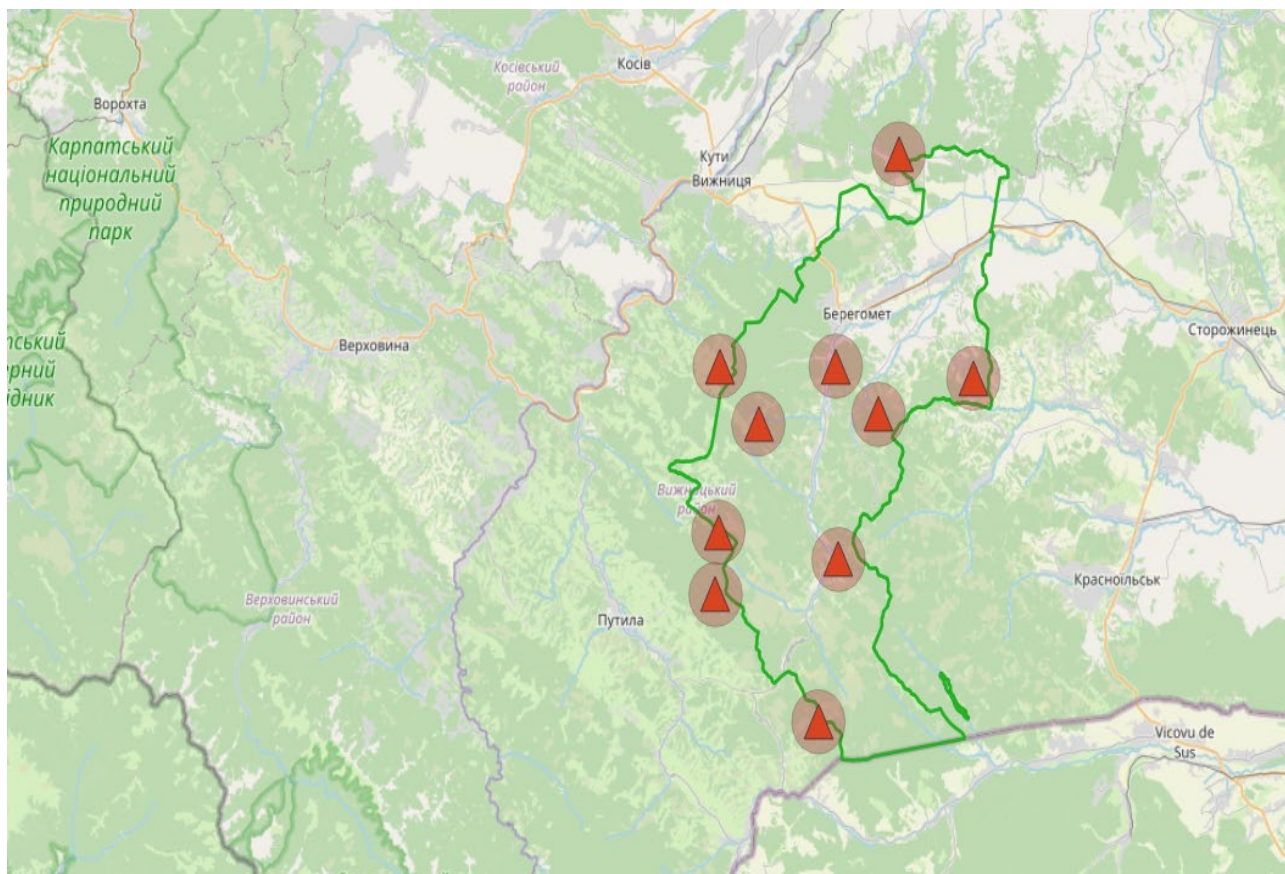 Косів
Косівський
район
Ворохта
Карпатський
національний
природний
парк
Кути
Вижниця
Берегомет
Сторожинець
Верховина
Вижницький
район
Красноїльськ
Верховинський
район
Путила
Vicovu de
Sus